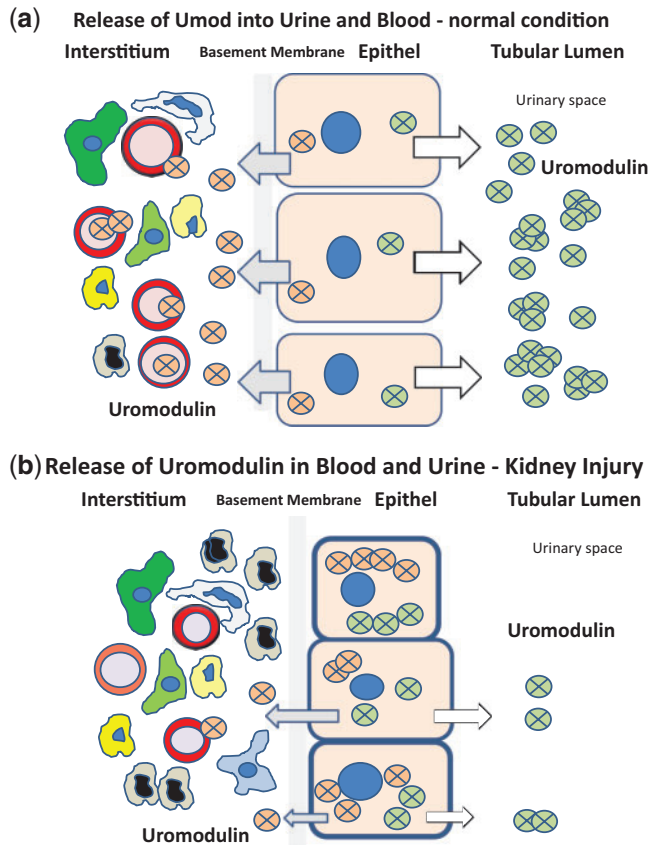 (a) Release of Umod into Urine and Blood - normal condition
Interstitium Basement Membrane Epithel Tubular Lumen
Urinary space
Uromodulin
Uromodulin
(b) Release of Uromodulin in Blood and Urine - Kidney Injury
Interstitium Basement Membrane Epithel Tubular Lumen
Urinary space
Uromodulin
Uromodulin